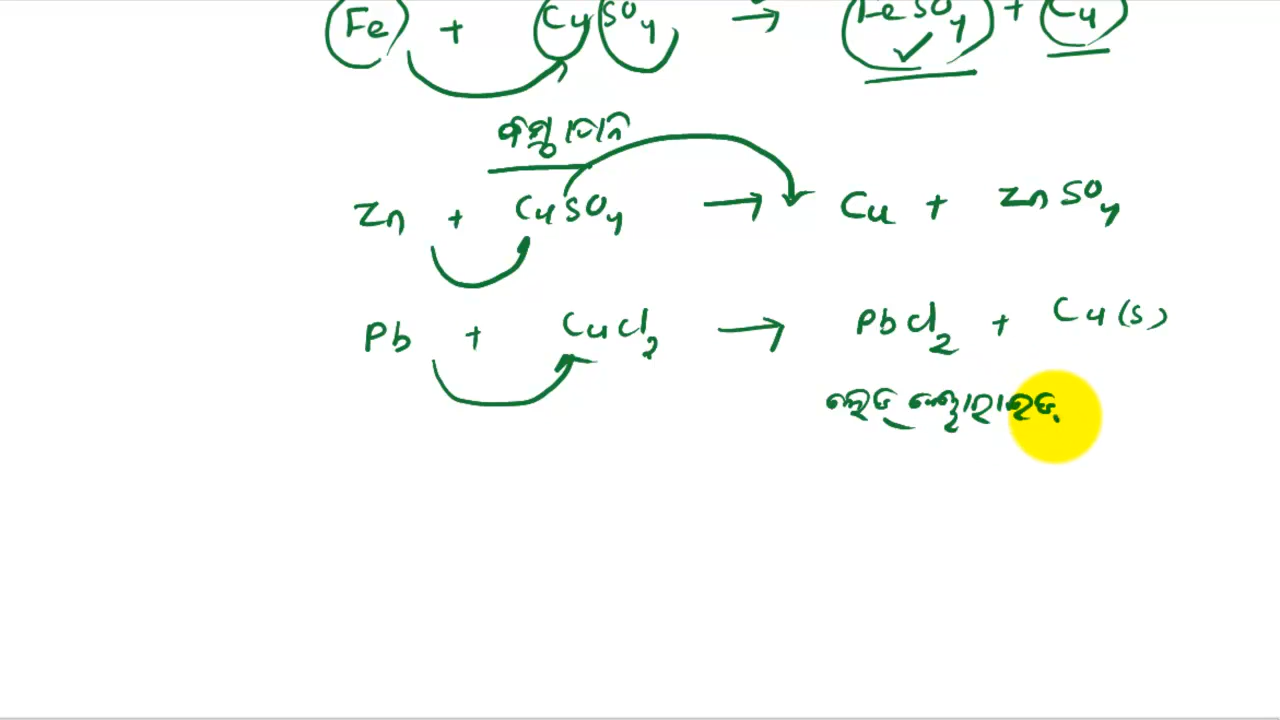 Fe + CuSO4 → FeSO4 + Cu
Zn + CuSO4 → Cu + ZnSO4
Pb + CuCl2 → PbCl2 + Cu(s)
ଲେଡ୍ କ୍ଲୋରାଇଡ